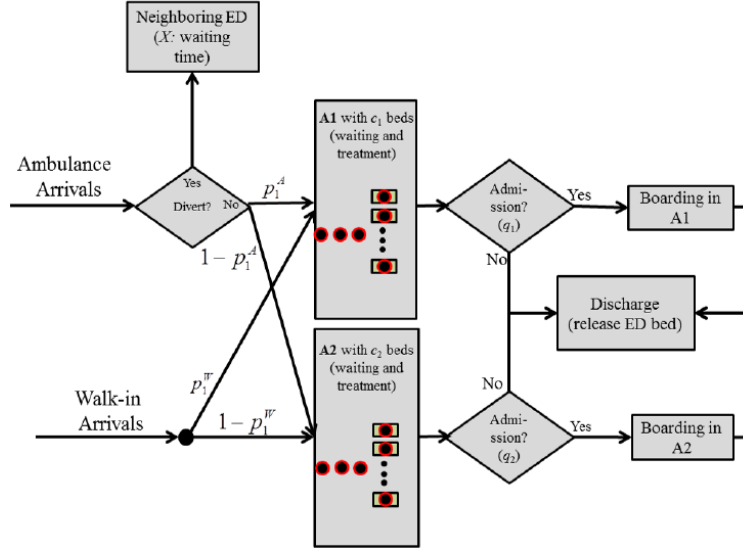 Neighboring ED
(X: waiting
time)
Ambulance
Arrivals
Yes
Divert?
No
p₁ᴬ
1 − p₁ᴬ
A1 with c₁ beds
(waiting and
treatment)
Admi-
ssion?
(q₁)
Yes
No
Boarding in
A1
Discharge
(release ED bed)
Walk-in
Arrivals
p₁ᵂ
1 − p₁ᵂ
A2 with c₂ beds
(waiting and
treatment)
No
Admi-
ssion?
(q₂)
Yes
Boarding in
A2